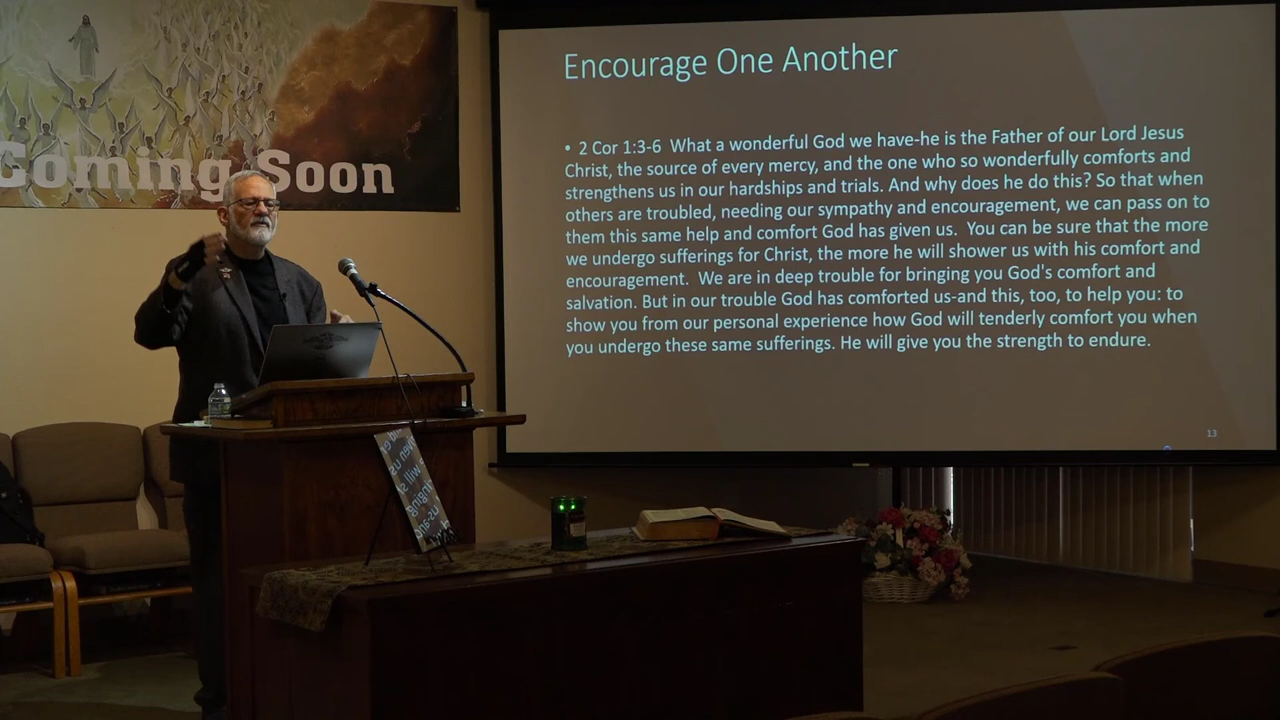 Coming Soon
Encourage One Another
• 2 Cor 1:3-6 What a wonderful God we have-he is the Father of our Lord Jesus
Christ, the source of every mercy, and the one who so wonderfully comforts and
strengthens us in our hardships and trials. And why does he do this? So that when
others are troubled, needing our sympathy and encouragement, we can pass on to
them this same help and comfort God has given us. You can be sure that the more
we undergo sufferings for Christ, the more he will shower us with his comfort and
encouragement. We are in deep trouble for bringing you God's comfort and
salvation. But in our trouble God has comforted us-and this, too, to help you: to
show you from our personal experience how God will tenderly comfort you when
you undergo these same sufferings. He will give you the strength to endure.
13